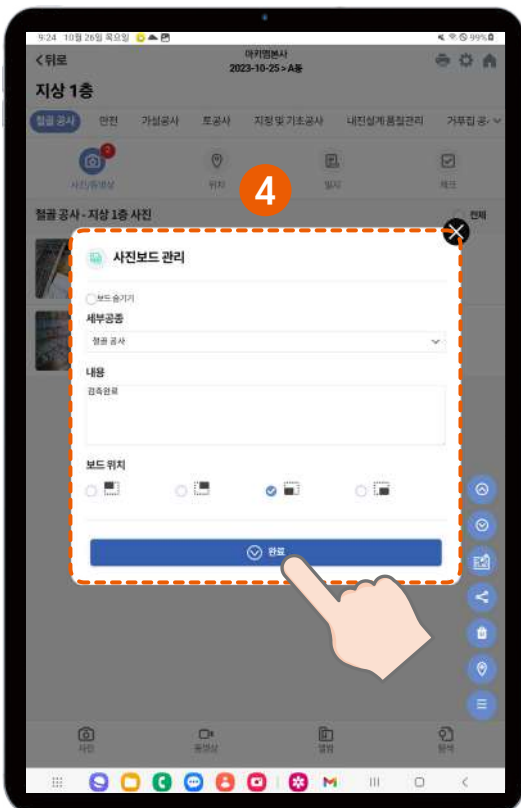 9:24 10월 26일 목요일
99%
<뒤로
아키엠본사
2023-10-25 > A동
지상 1층
철골 공사 안전 가설공사 토공사 지정 및 기초공사 내진설계 품질관리 거푸집 공
2
사진/동영상 위치 일지 체크
4
철골 공사 - 지상 1층 사진
전체
사진보드 관리
보드 숨기기
세부공종
철골 공사
내용
검측완료
보드 위치
완료
사진 동영상 앨범 탐색